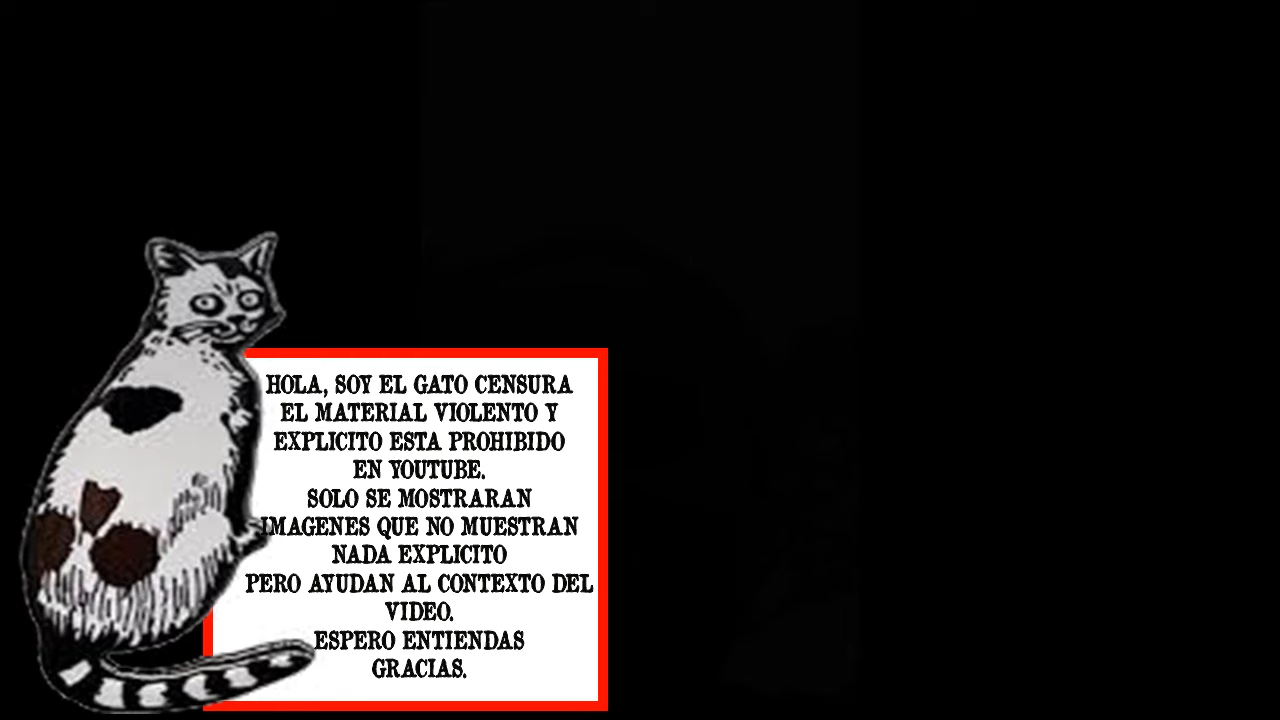 HOLA, SOY EL GATO CENSURA
EL MATERIAL VIOLENTO Y
EXPLICITO ESTA PROHIBIDO
EN YOUTUBE.
SOLO SE MOSTRARAN
IMAGENES QUE NO MUESTRAN
NADA EXPLICITO
PERO AYUDAN AL CONTEXTO DEL
VIDEO.
ESPERO ENTIENDAS
GRACIAS.